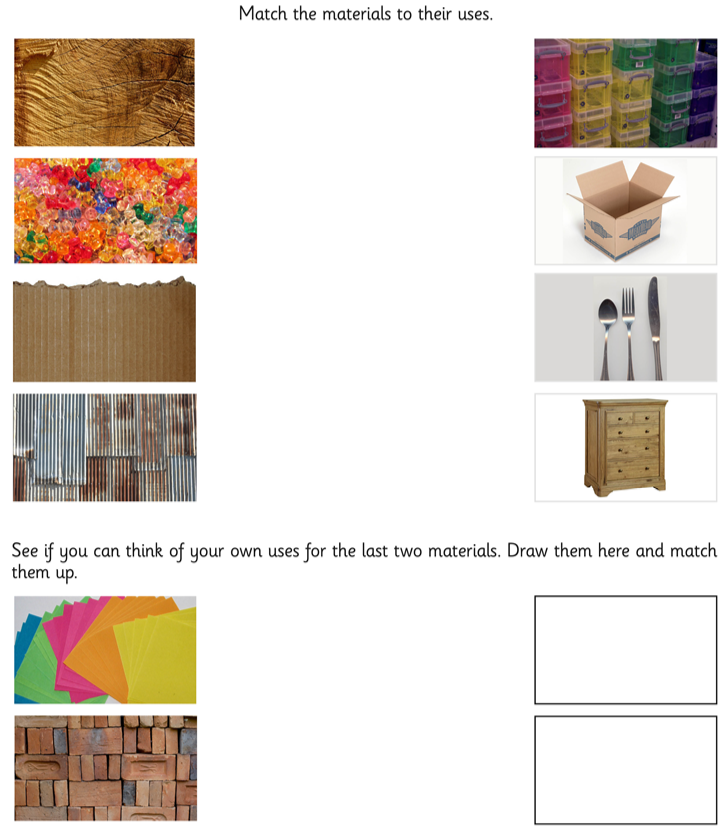 Match the materials to their uses.
See if you can think of your own uses for the last two materials. Draw them here and match
them up.